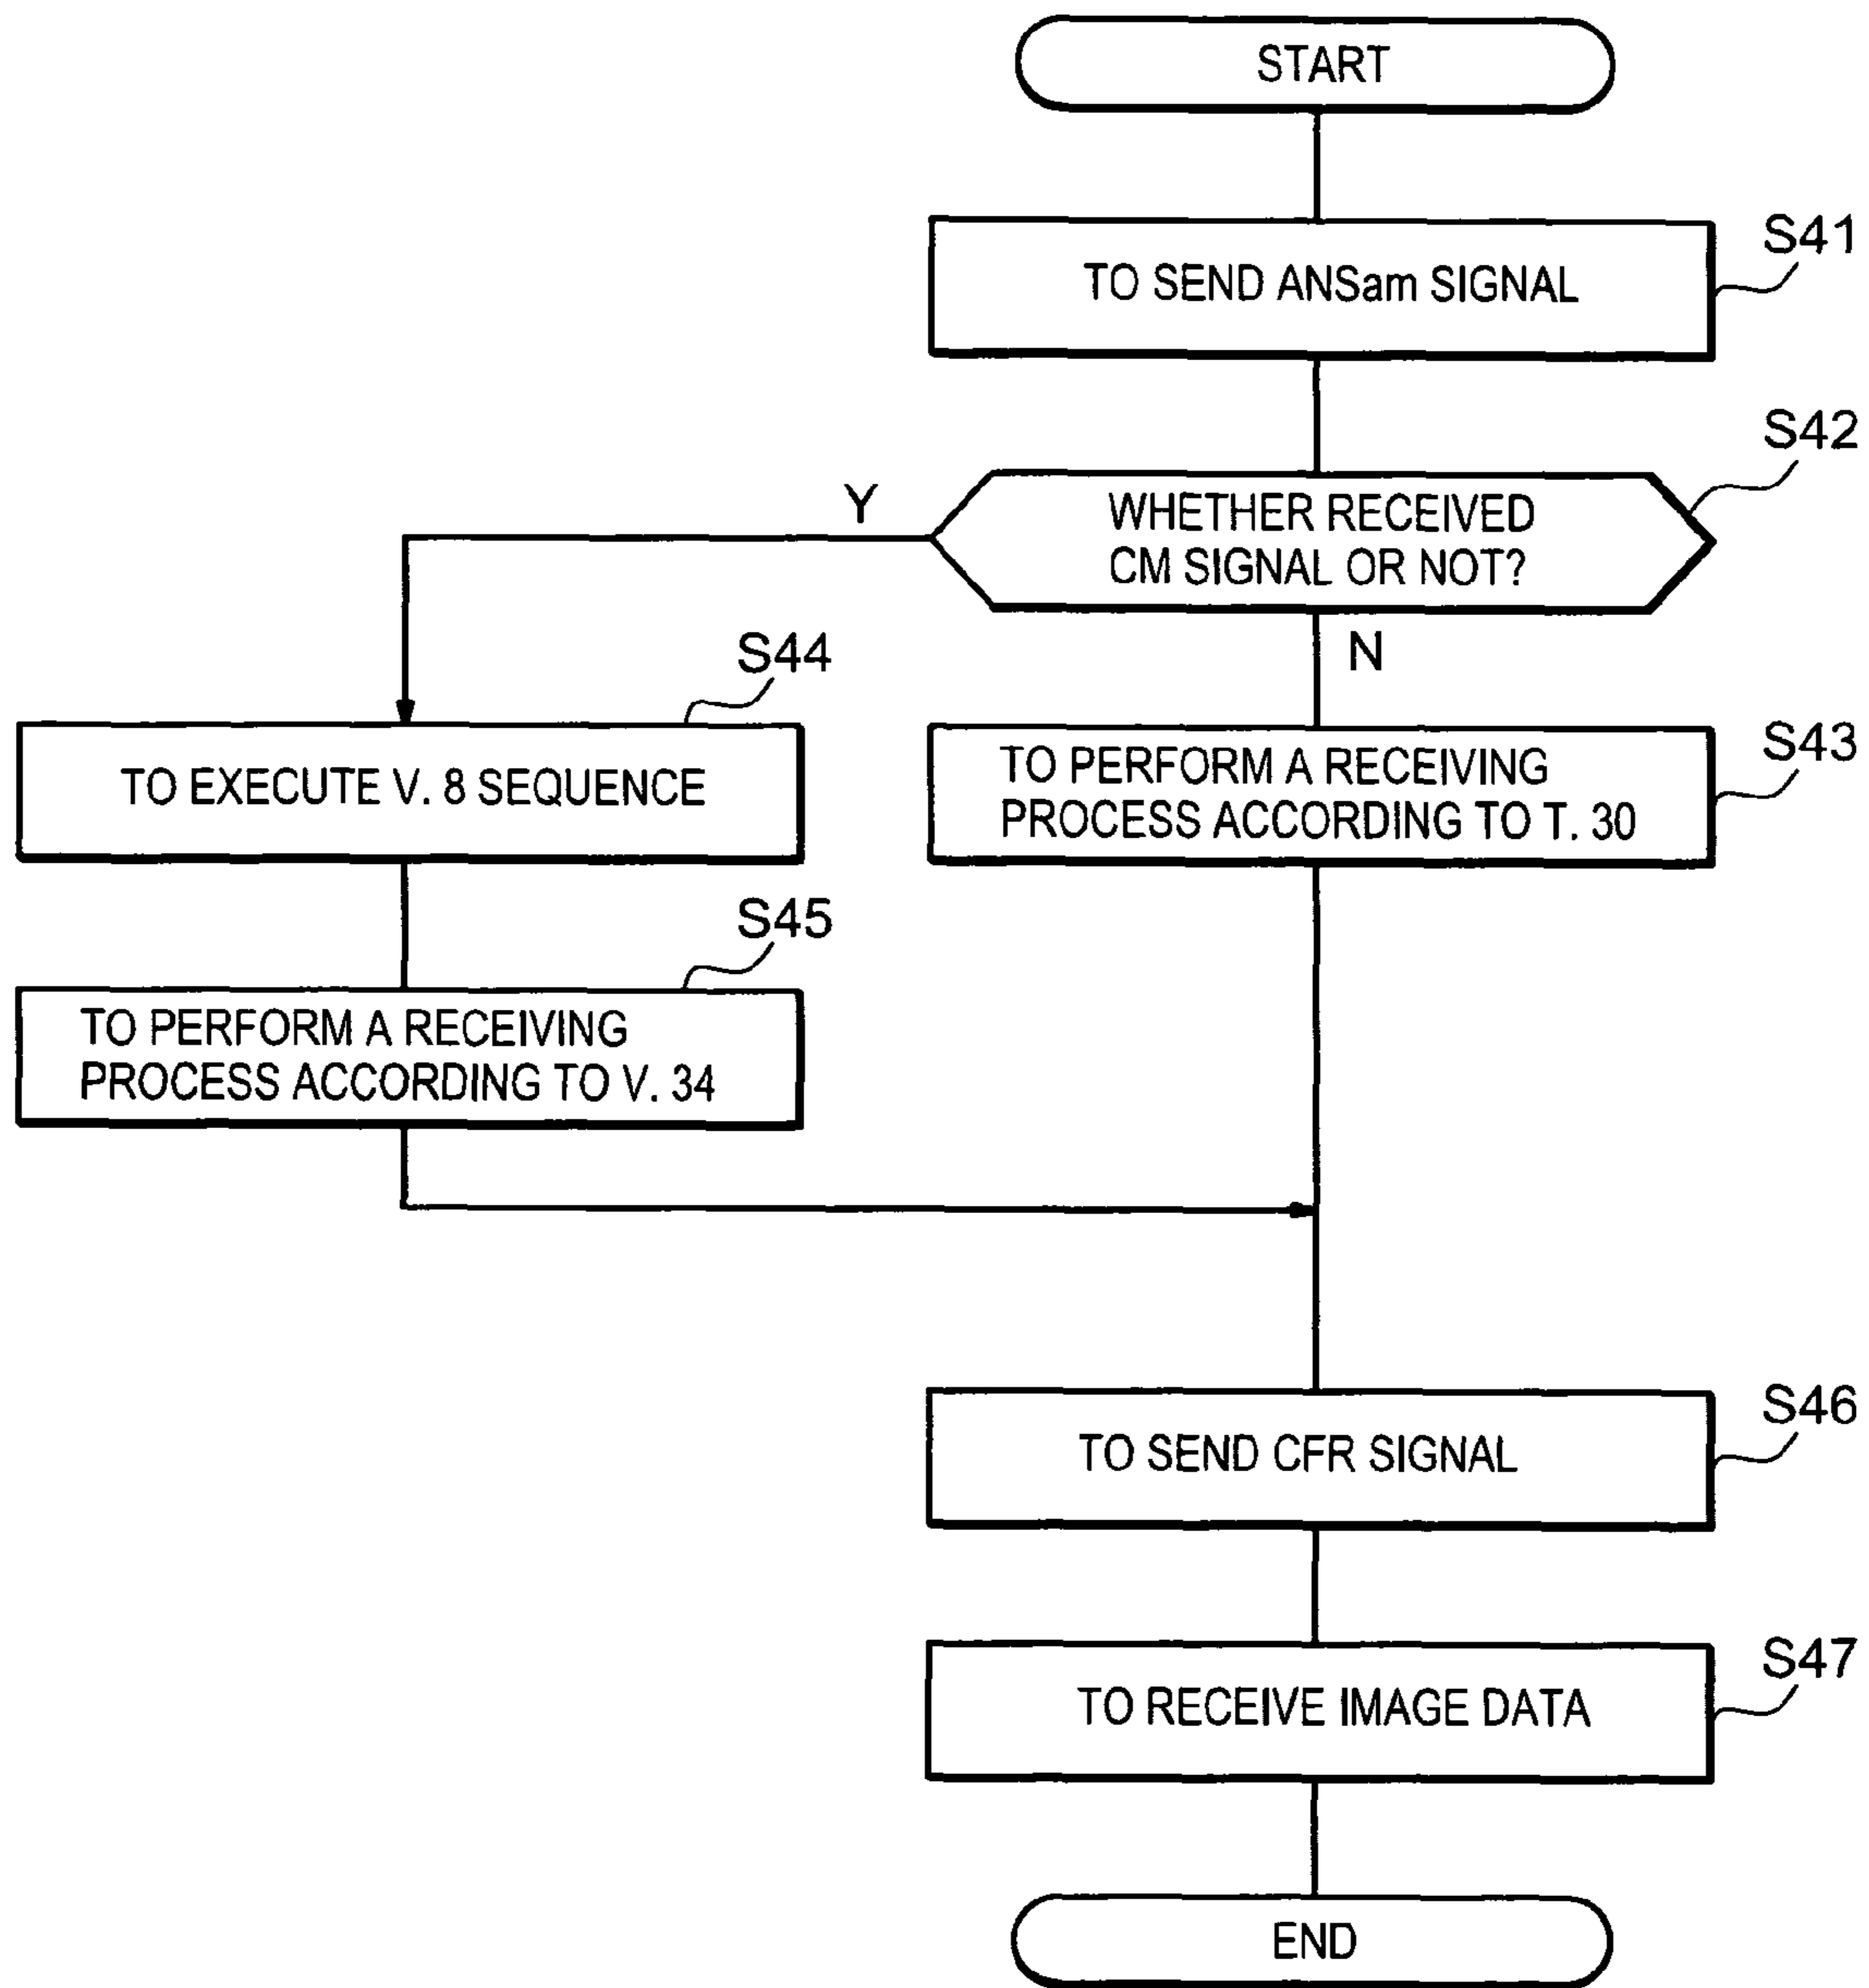 START
S41
TO SEND ANSam SIGNAL
S42
WHETHER RECEIVED
CM SIGNAL OR NOT?
Y
N
S44
TO EXECUTE V. 8 SEQUENCE
S43
TO PERFORM A RECEIVING
PROCESS ACCORDING TO T. 30
S45
TO PERFORM A RECEIVING
PROCESS ACCORDING TO V. 34
S46
TO SEND CFR SIGNAL
S47
TO RECEIVE IMAGE DATA
END